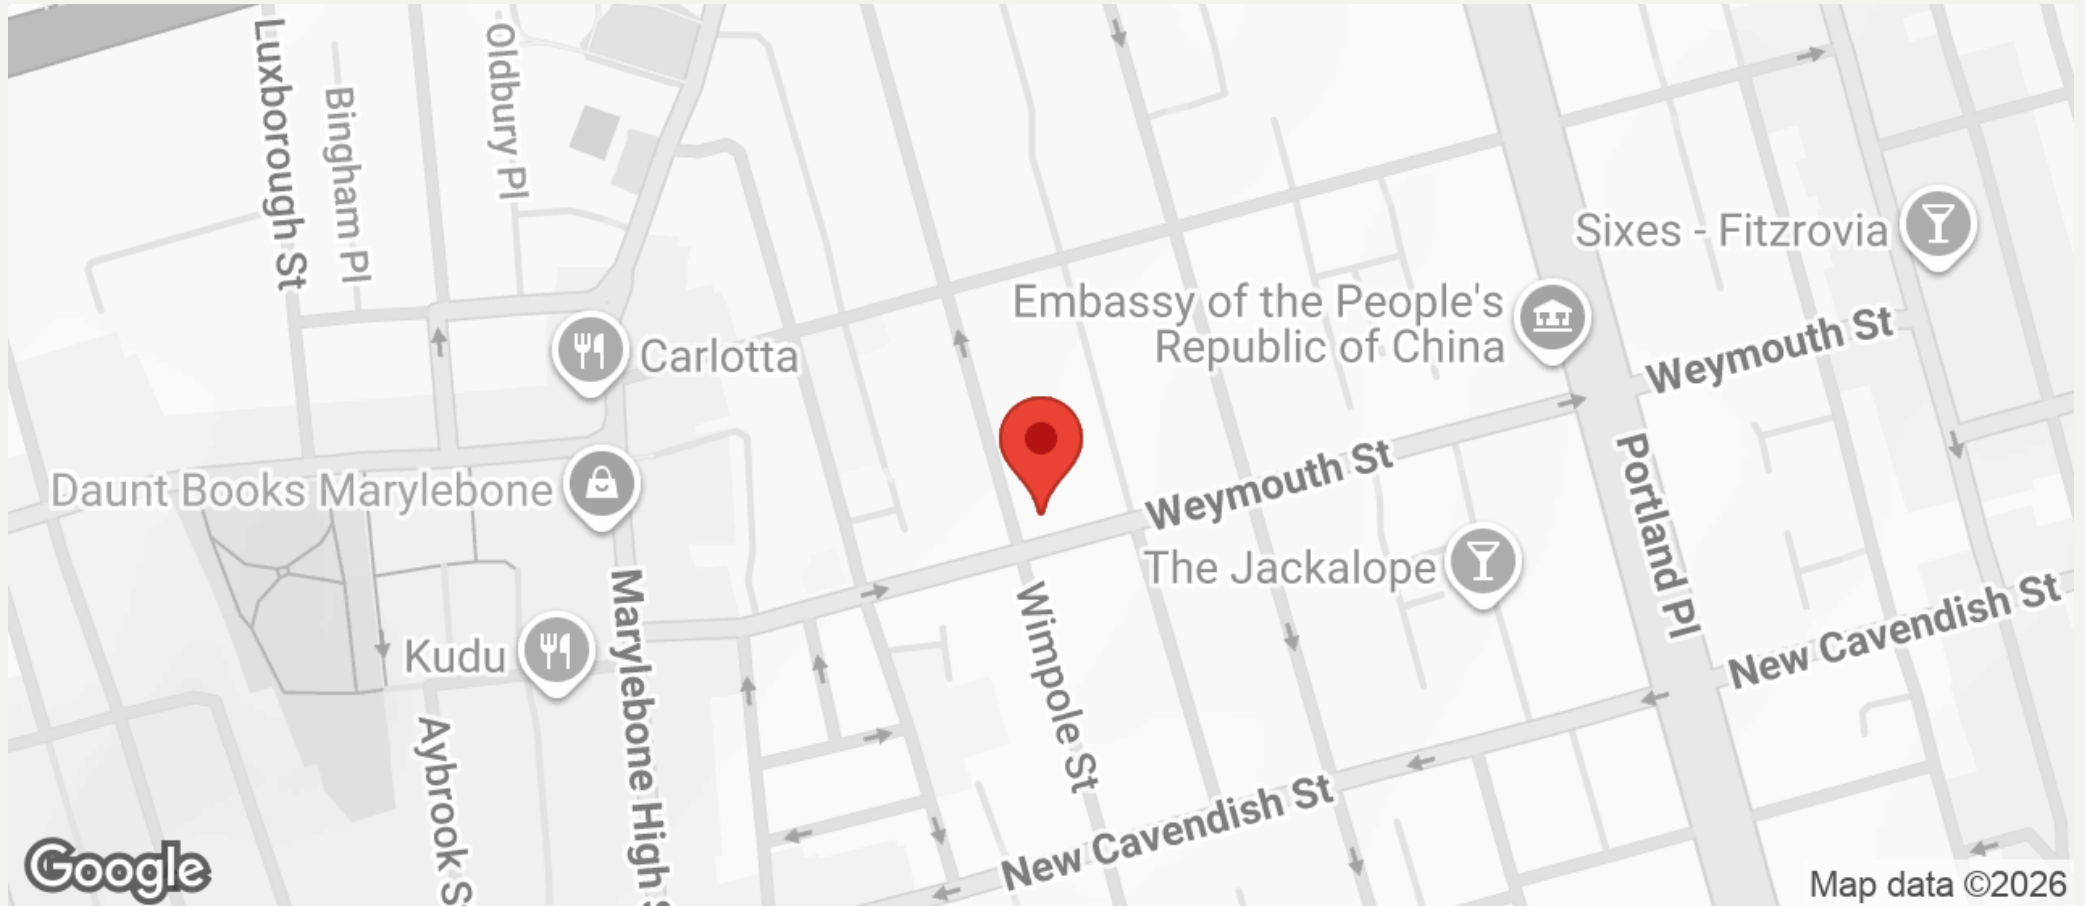 Luxborough St
Bingham Pl
Oldbury Pl
Sixes - Fitzrovia
Embassy of the People's
Republic of China
Weymouth St
Carlotta
Daunt Books Marylebone
Weymouth St
Portland Pl
The Jackalope
New Cavendish St
Kudu
Marylebone High S
Wimpole St
Aybrook S
New Cavendish St
Google
Map data ©2026